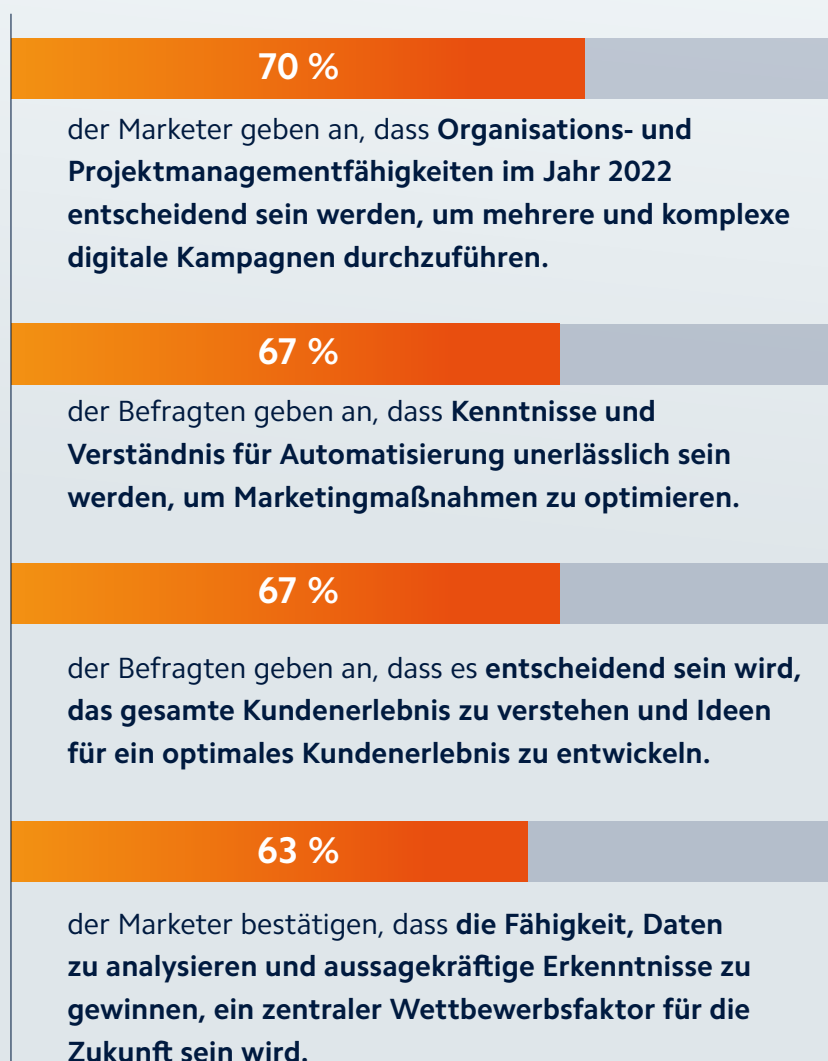 70 %
der Marketer geben an, dass Organisations- und
Projektmanagementfähigkeiten im Jahr 2022
entscheidend sein werden, um mehrere und komplexe
digitale Kampagnen durchzuführen.
67 %
der Befragten geben an, dass Kenntnisse und
Verständnis für Automatisierung unerlässlich sein
werden, um Marketingmaßnahmen zu optimieren.
67 %
der Befragten geben an, dass es entscheidend sein wird,
das gesamte Kundenerlebnis zu verstehen und Ideen
für ein optimales Kundenerlebnis zu entwickeln.
63 %
der Marketer bestätigen, dass die Fähigkeit, Daten
zu analysieren und aussagekräftige Erkenntnisse zu
gewinnen, ein zentraler Wettbewerbsfaktor für die
Zukunft sein wird.